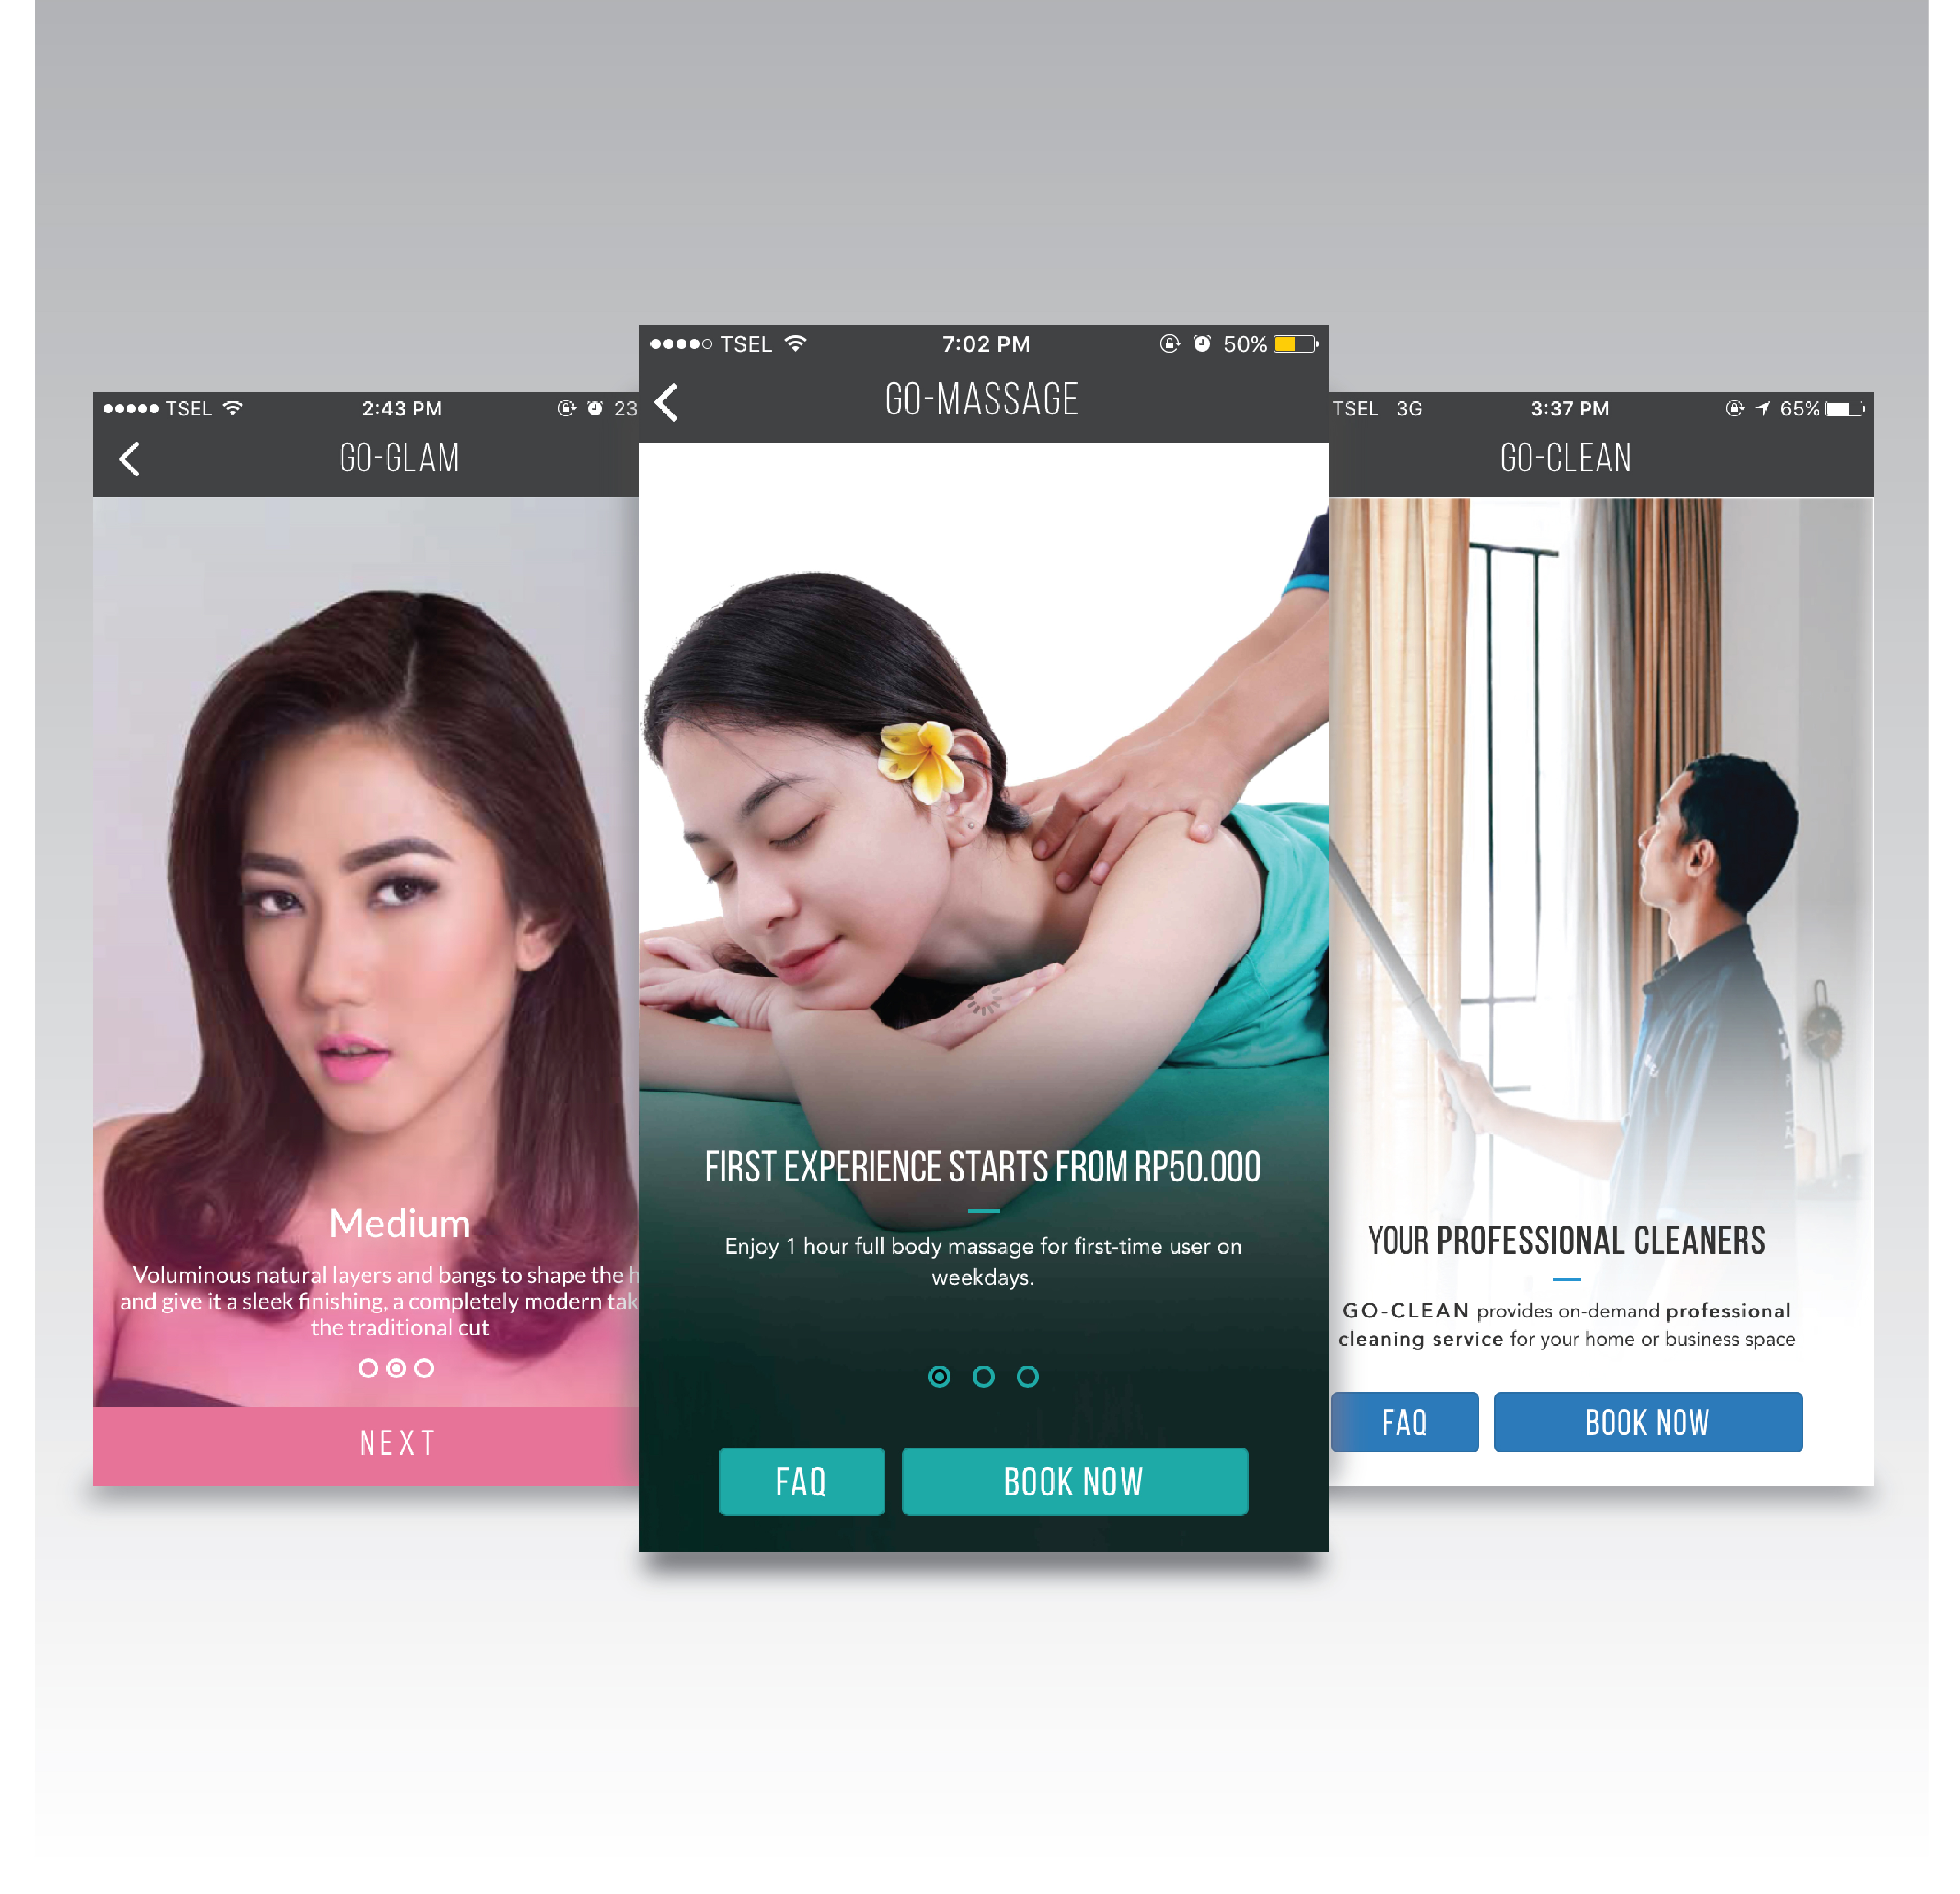 TSEL
2:43 PM
23
GO-GLAM
Medium
Voluminous natural layers and bangs to shape the
and give it a sleek finishing, a completely modern
the traditional cut
NEXT
TSEL
7:02 PM
50%
GO-MASSAGE
FIRST EXPERIENCE STARTS FROM RP50.000
Enjoy 1 hour full body massage for first-time user on
weekdays.
FAQ
BOOK NOW
TSEL 3G
3:37 PM
65%
GO-CLEAN
YOUR PROFESSIONAL CLEANERS
GO-CLEAN provides on-demand professional
cleaning service for your home or business space
FAQ
BOOK NOW